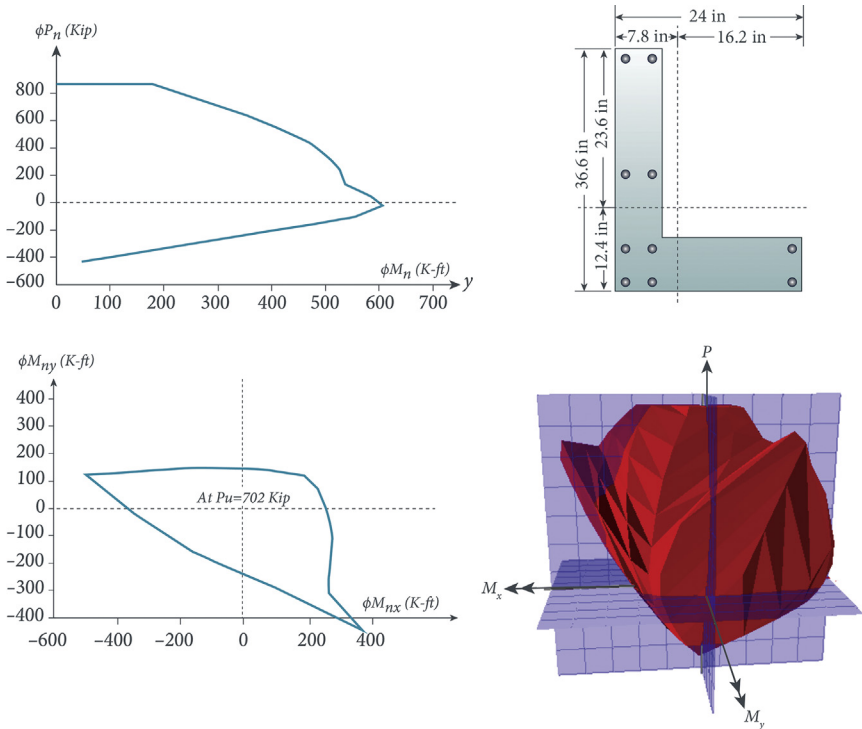 ϕPn (Kip)
800
600
400
200
0
−200
−400
−600
0
100
200
300
400
500
600
700
ϕMn (K-ft)
y
24 in
7.8 in
16.2 in
36.6 in
23.6 in
12.4 in
ϕMny (K-ft)
400
300
200
100
0
−100
−200
−300
−400
−600
−400
−200
0
200
400
At Pu=702 Kip
ϕMnx (K-ft)
P
Mx
My